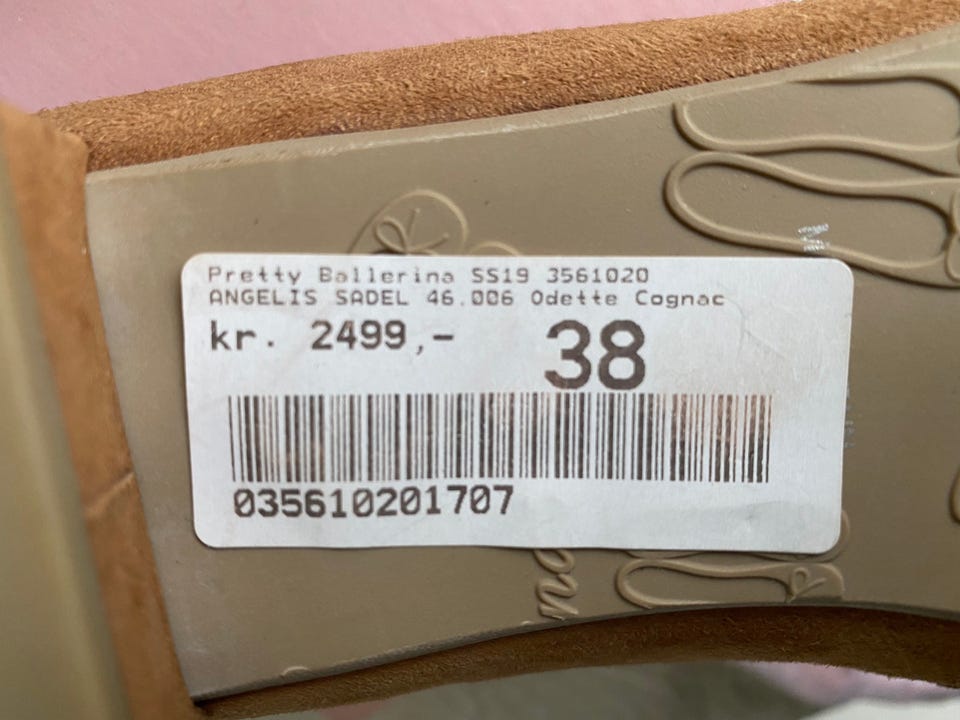 Pretty Ballerina SS19 3561020
ANGELIS SADEL 46.006 Odette Cognac
kr. 2499,-
38
035610201707